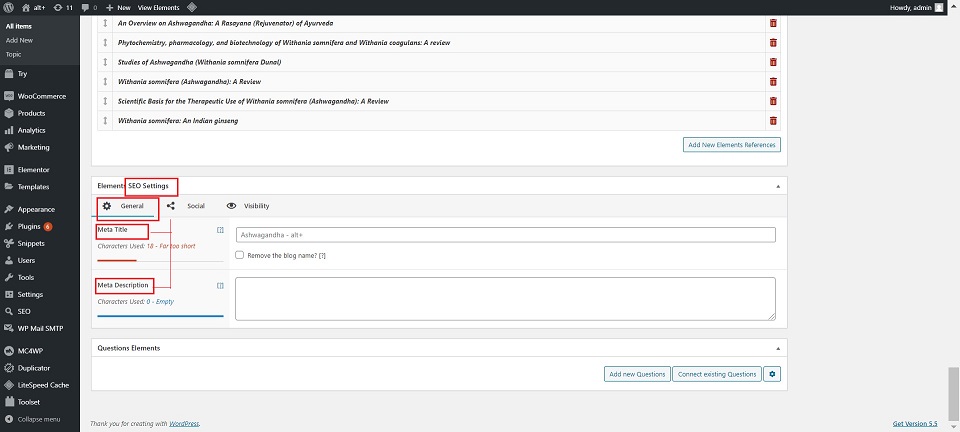 alt+ 11 0 New View Elements Howdy, admin
All items
Add New
Topic
Try
WooCommerce
Products
Analytics
Marketing
Elementor
Templates
Appearance
Plugins 6
Snippets
Users
Tools
Settings
SEO
WP Mail SMTP
MC4WP
Duplicator
LiteSpeed Cache
Toolset
Collapse menu
An Overview on Ashwagandha: A Rasayana (Rejuvenator) of Ayurveda
Phytochemistry, pharmacology, and biotechnology of Withania somnifera and Withania coagulans: A review
Studies of Ashwagandha (Withania somnifera Dunal)
Withania somnifera (Ashwagandha): A Review
Scientific Basis for the Therapeutic Use of Withania somnifera (Ashwagandha): A Review
Withania somnifera: An Indian ginseng
Add New Elements References
Elements SEO Settings
General Social Visibility
Meta Title [?]
Characters Used: 18 - Far too short
Ashwagandha - alt+
Remove the blog name? [?]
Meta Description [?]
Characters Used: 0 - Empty
Questions Elements
Add new Questions Connect existing Questions
Thank you for creating with WordPress. Get Version 5.5